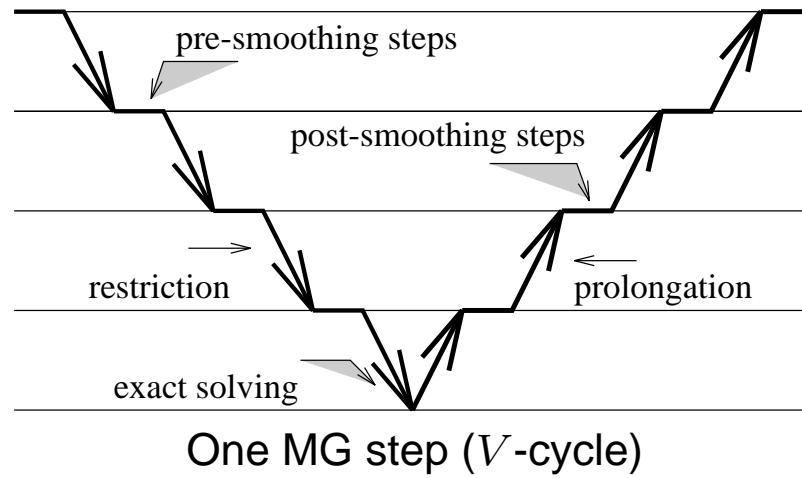 pre-smoothing steps
post-smoothing steps
restriction
prolongation
exact solving
One MG step (V-cycle)